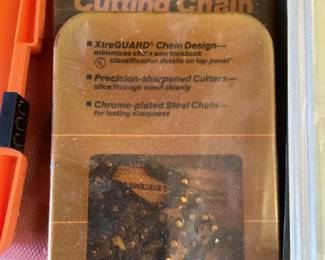 Cutting Chain
XtraGUARD® Chain Design—
minimizes chain saw kickback
classification details on top panel
Precision-sharpened Cutters—
slice through wood cleanly
Chrome-plated Steel Chain—
for lasting sharpness